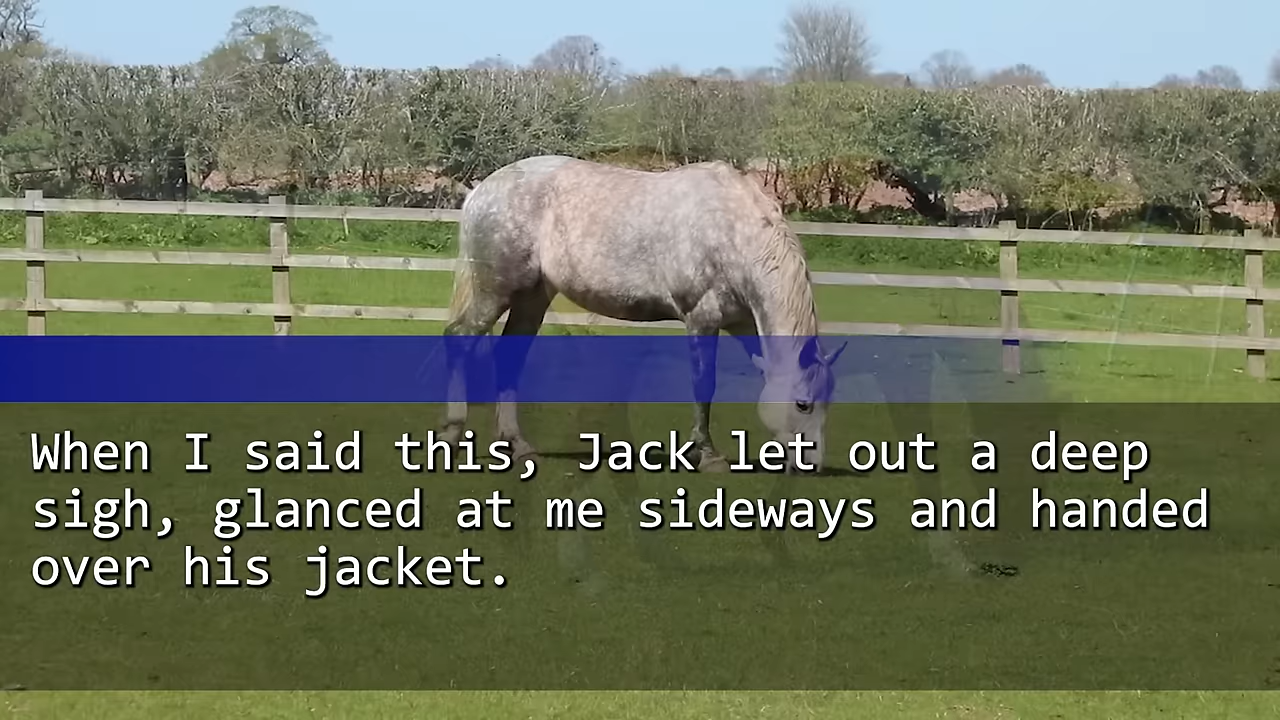 When I said this, Jack let out a deep
sigh, glanced at me sideways and handed
over his jacket.